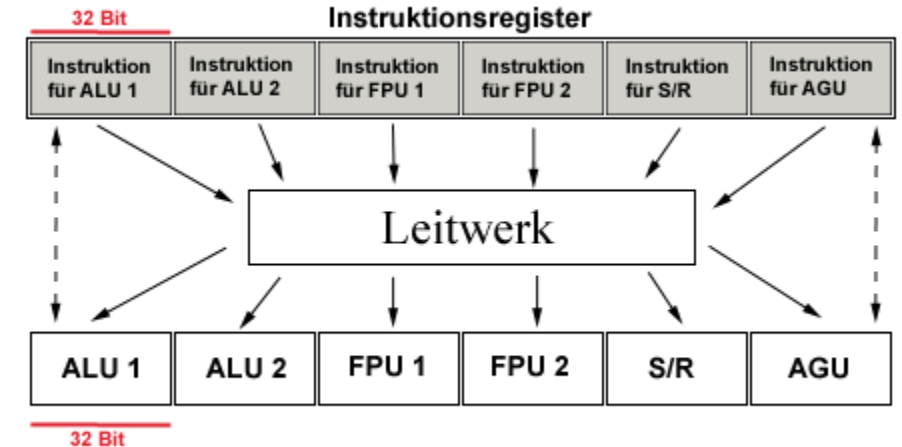 32 Bit
Instruktionsregister
Instruktion
für ALU 1
Instruktion
für ALU 2
Instruktion
für FPU 1
Instruktion
für FPU 2
Instruktion
für S/R
Instruktion
für AGU
Leitwerk
ALU 1
ALU 2
FPU 1
FPU 2
S/R
AGU
32 Bit